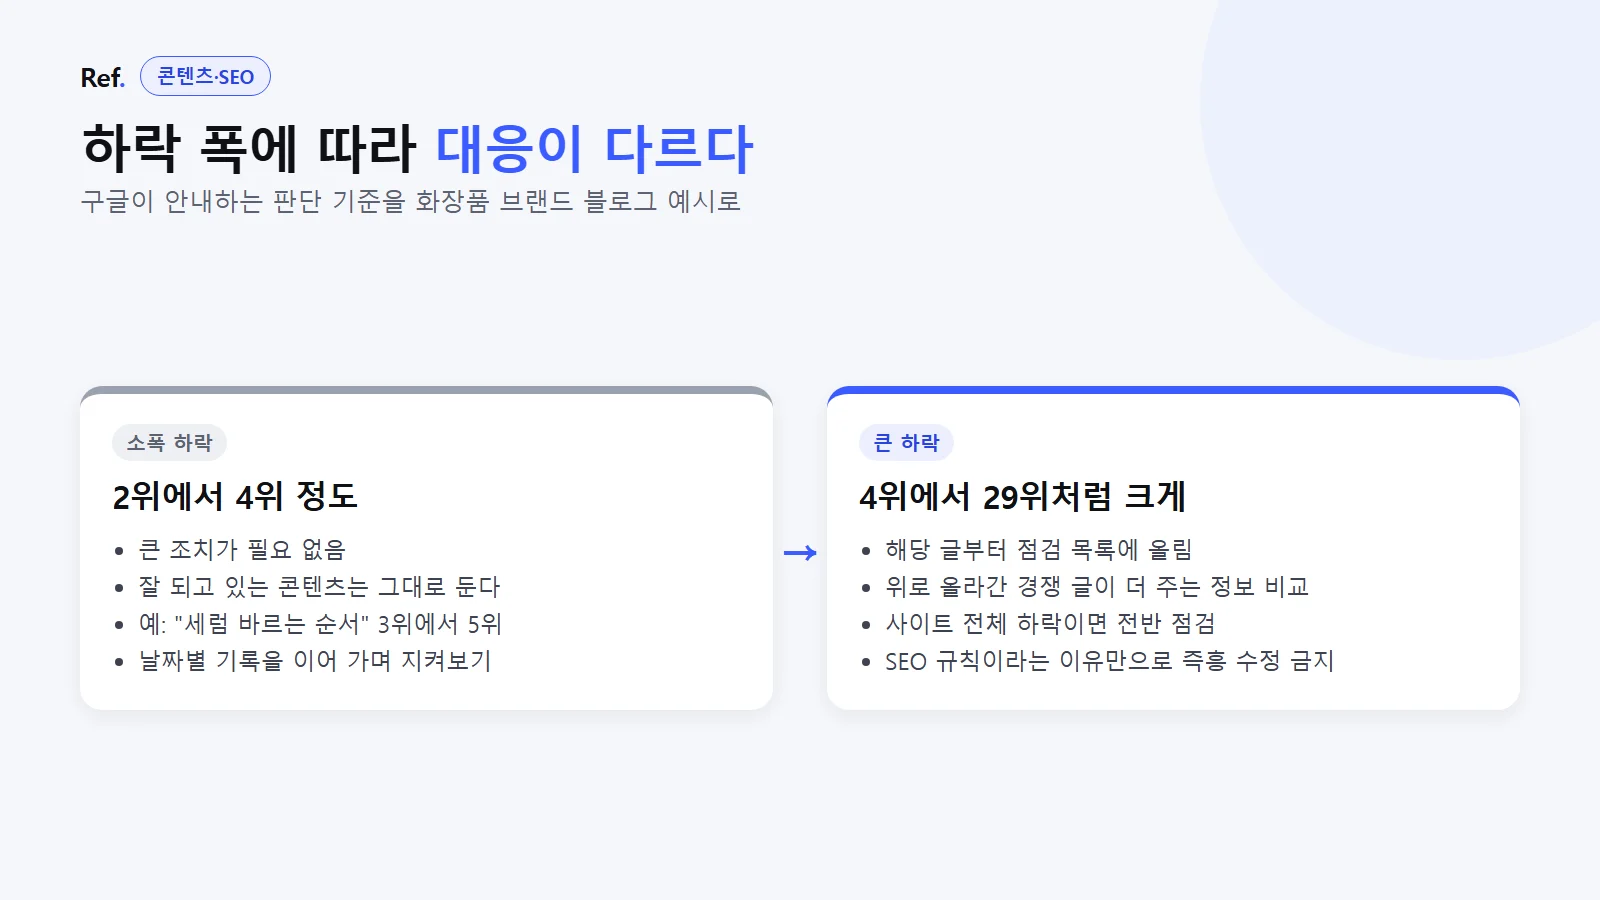 Ref. 콘텐츠·SEO
하락 폭에 따라 대응이 다르다
구글이 안내하는 판단 기준을 화장품 브랜드 블로그 예시로
소폭 하락
2위에서 4위 정도
• 큰 조치가 필요 없음
• 잘 되고 있는 콘텐츠는 그대로 둔다
• 예: "세럼 바르는 순서" 3위에서 5위
• 날짜별 기록을 이어 가며 지켜보기
→
큰 하락
4위에서 29위처럼 크게
• 해당 글부터 점검 목록에 올림
• 위로 올라간 경쟁 글이 더 주는 정보 비교
• 사이트 전체 하락이면 전반 점검
• SEO 규칙이라는 이유만으로 즉흥 수정 금지